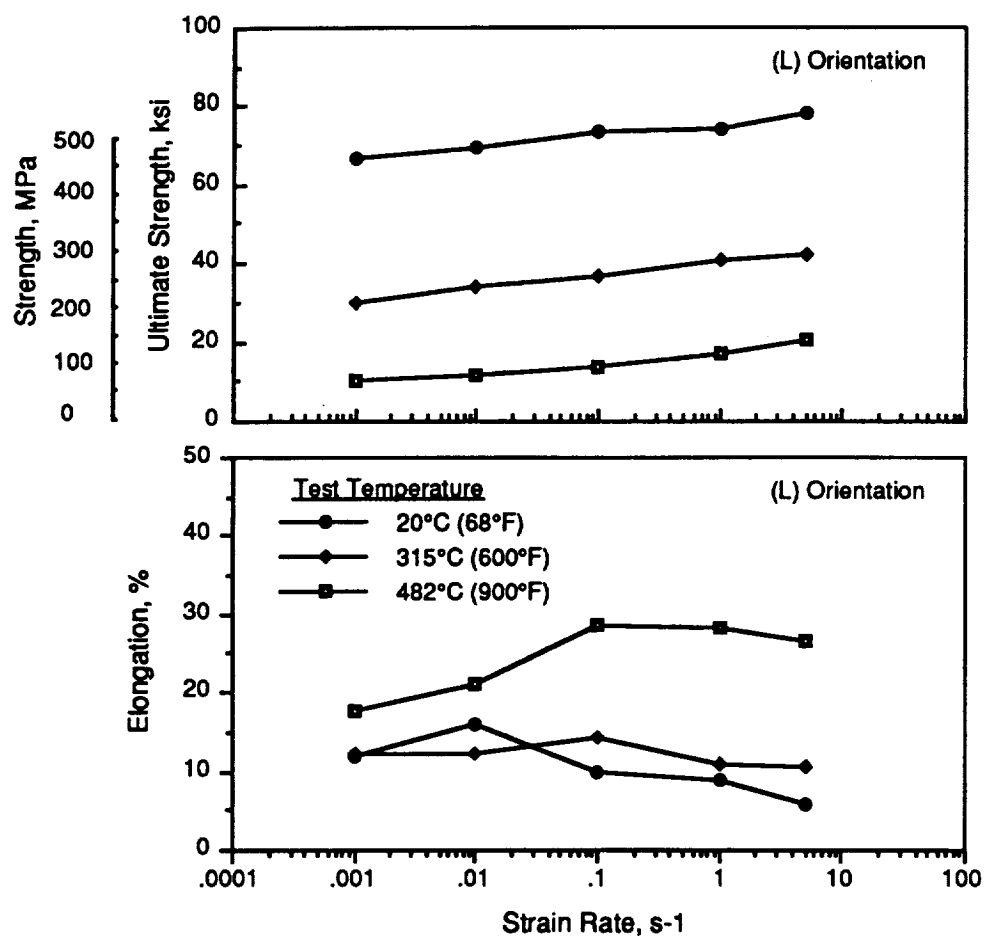 100
80
60
40
20
0
Ultimate Strength, ksi
500
400
300
200
100
0
Strength, MPa
(L) Orientation
50
40
30
20
10
0
Elongation, %
(L) Orientation
Test Temperature
20°C (68°F)
315°C (600°F)
482°C (900°F)
.0001 .001 .01 .1 1 10 100
Strain Rate, s-1